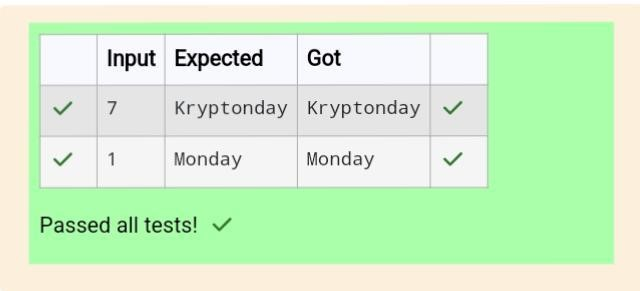 Input Expected Got
7 Kryptonday Kryptonday
1 Monday Monday
Passed all tests!